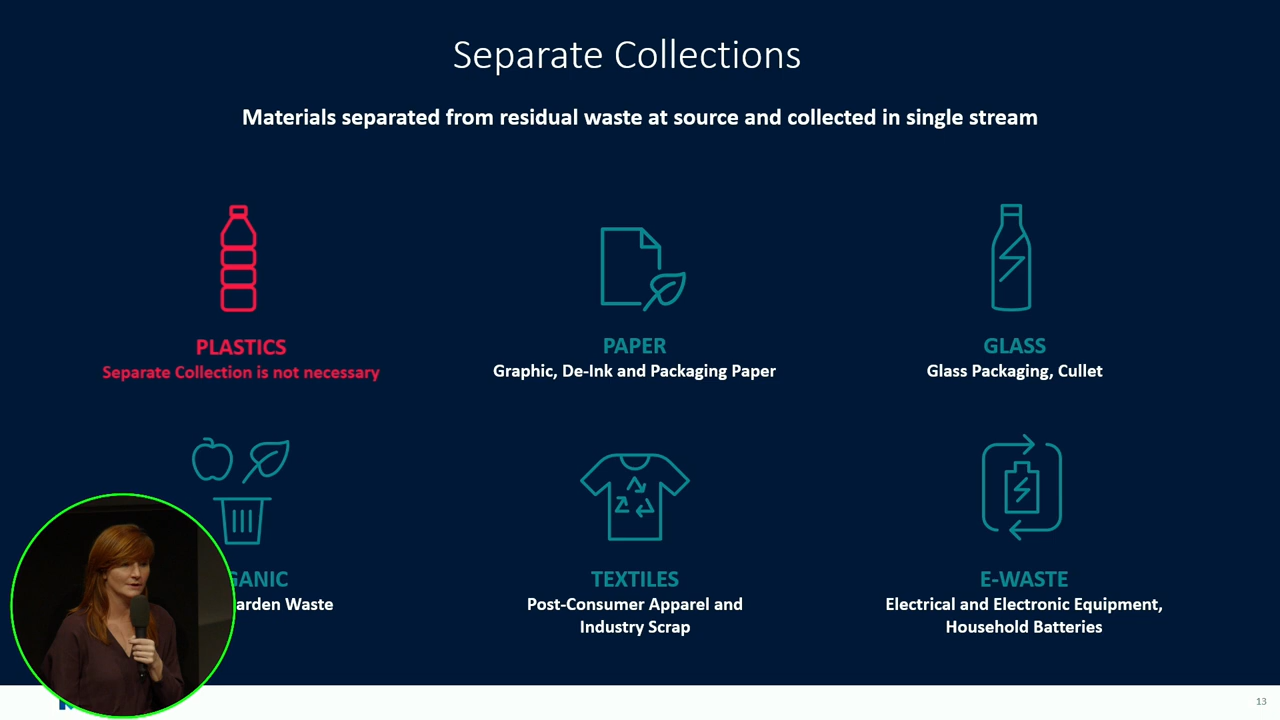 Separate Collections
Materials separated from residual waste at source and collected in single stream
PLASTICS
Separate Collection is not necessary
PAPER
Graphic, De-Ink and Packaging Paper
GLASS
Glass Packaging, Cullet
GANIC
arden Waste
TEXTILES
Post-Consumer Apparel and
Industry Scrap
E-WASTE
Electrical and Electronic Equipment,
Household Batteries
13